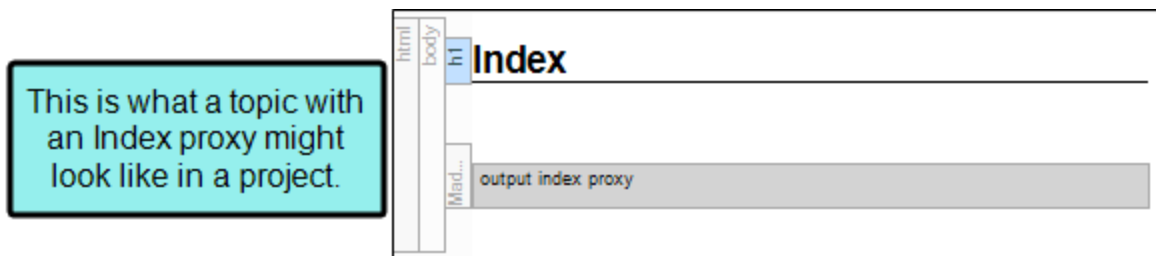 This is what a topic with
an Index proxy might
look like in a project.
html
body
h1
Index
Mad...
output index proxy